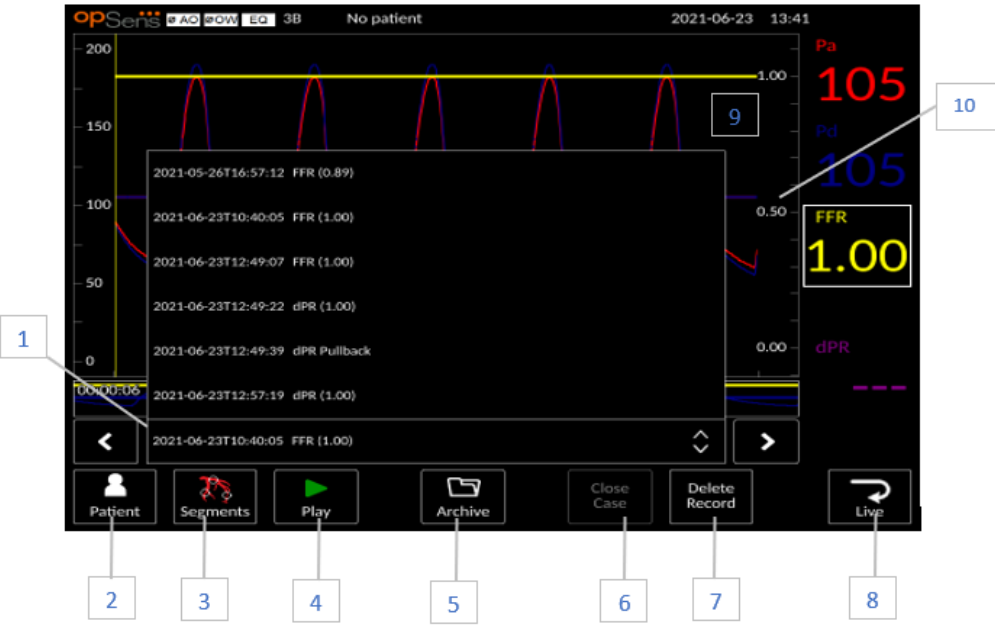 opSens ø AO øOW EQ 3B No patient 2021-06-23 13:41
200
150
100
50
0
1.00
0.50
0.00
Pa
105
Pd
105
FFR
1.00
dPR
---
9
10
2021-05-26T16:57:12 FFR (0.89)
2021-06-23T10:40:05 FFR (1.00)
2021-06-23T12:49:07 FFR (1.00)
2021-06-23T12:49:22 dPR (1.00)
2021-06-23T12:49:39 dPR Pullback
2021-06-23T12:57:19 dPR (1.00)
1
00:00:06
2021-06-23T10:40:05 FFR (1.00)
Patient
Segments
Play
Archive
Close
Case
Delete
Record
Live
2
3
4
5
6
7
8